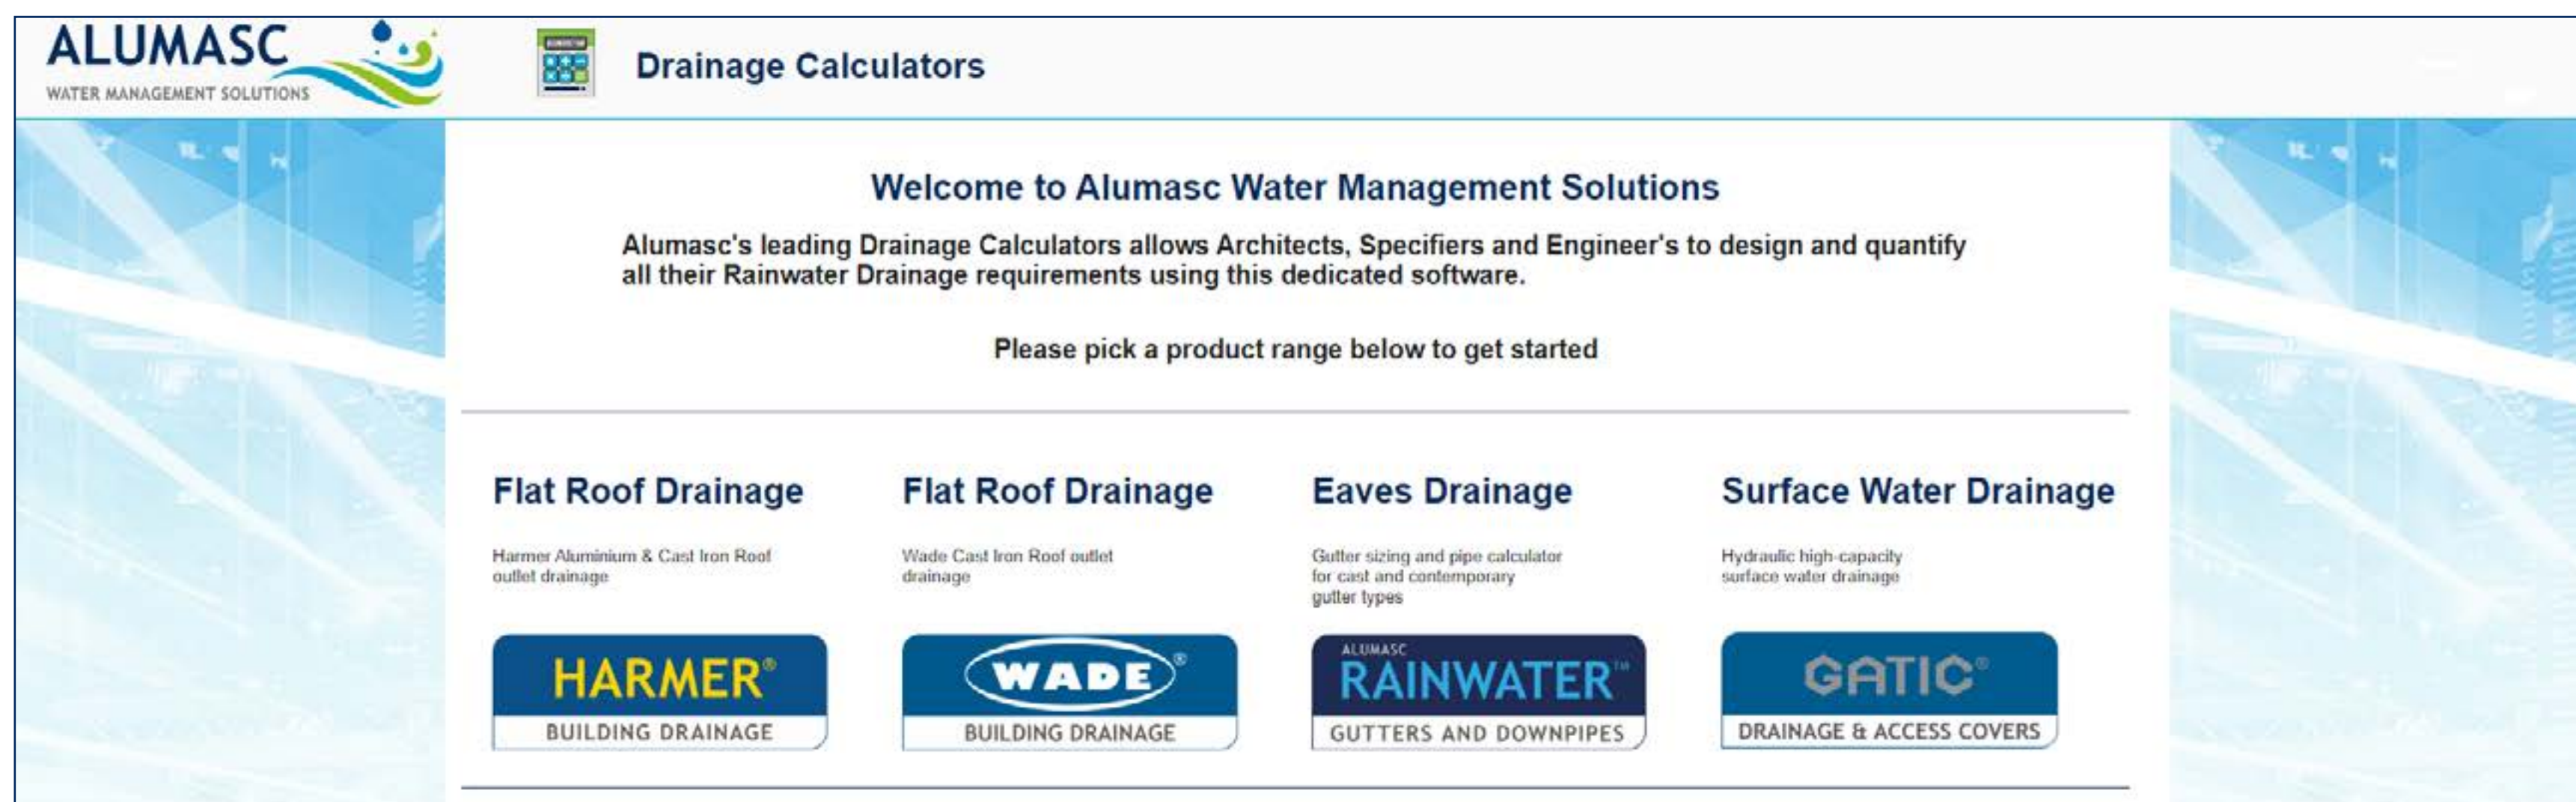 ALUMASC
WATER MANAGEMENT SOLUTIONS
Drainage Calculators
Welcome to Alumasc Water Management Solutions
Alumasc's leading Drainage Calculators allows Architects, Specifiers and Engineer's to design and quantify
all their Rainwater Drainage requirements using this dedicated software.
Please pick a product range below to get started
Flat Roof Drainage
Harmer Aluminium & Cast Iron Roof
outlet drainage
HARMER®
BUILDING DRAINAGE
Flat Roof Drainage
Wade Cast Iron Roof outlet
drainage
WADE®
BUILDING DRAINAGE
Eaves Drainage
Gutter sizing and pipe calculator
for cast and contemporary
gutter types
ALUMASC
RAINWATER™
GUTTERS AND DOWNPIPES
Surface Water Drainage
Hydraulic high-capacity
surface water drainage
GATIC®
DRAINAGE & ACCESS COVERS